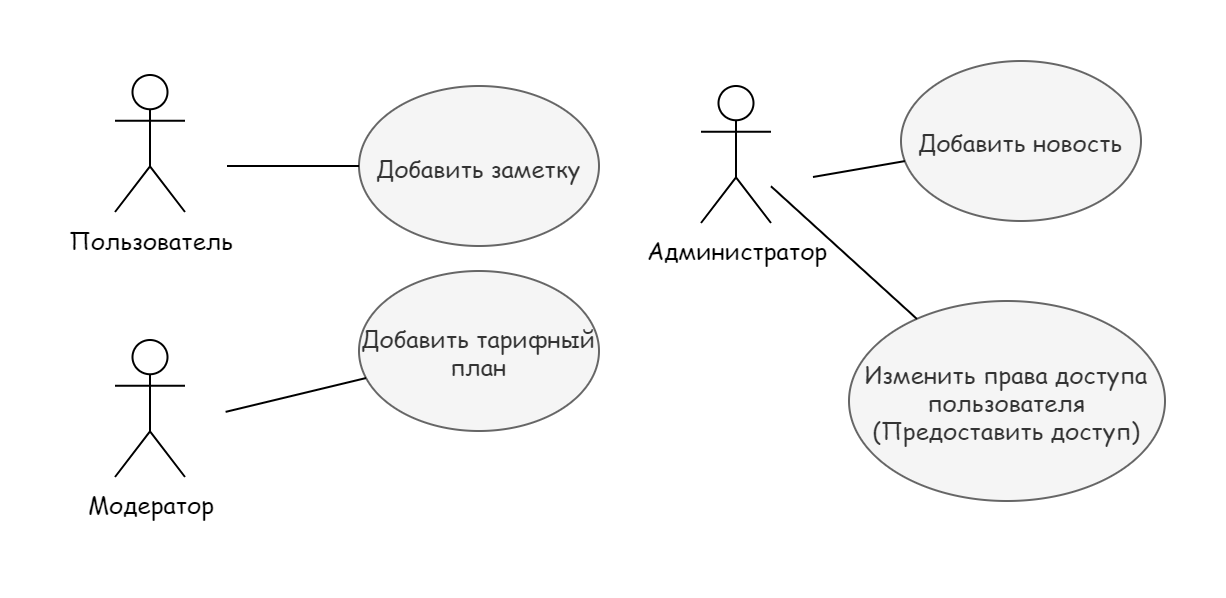 Добавить заметку
Пользователь
Добавить тарифный
план
Модератор
Добавить новость
Администратор
Изменить права доступа
пользователя
(Предоставить доступ)